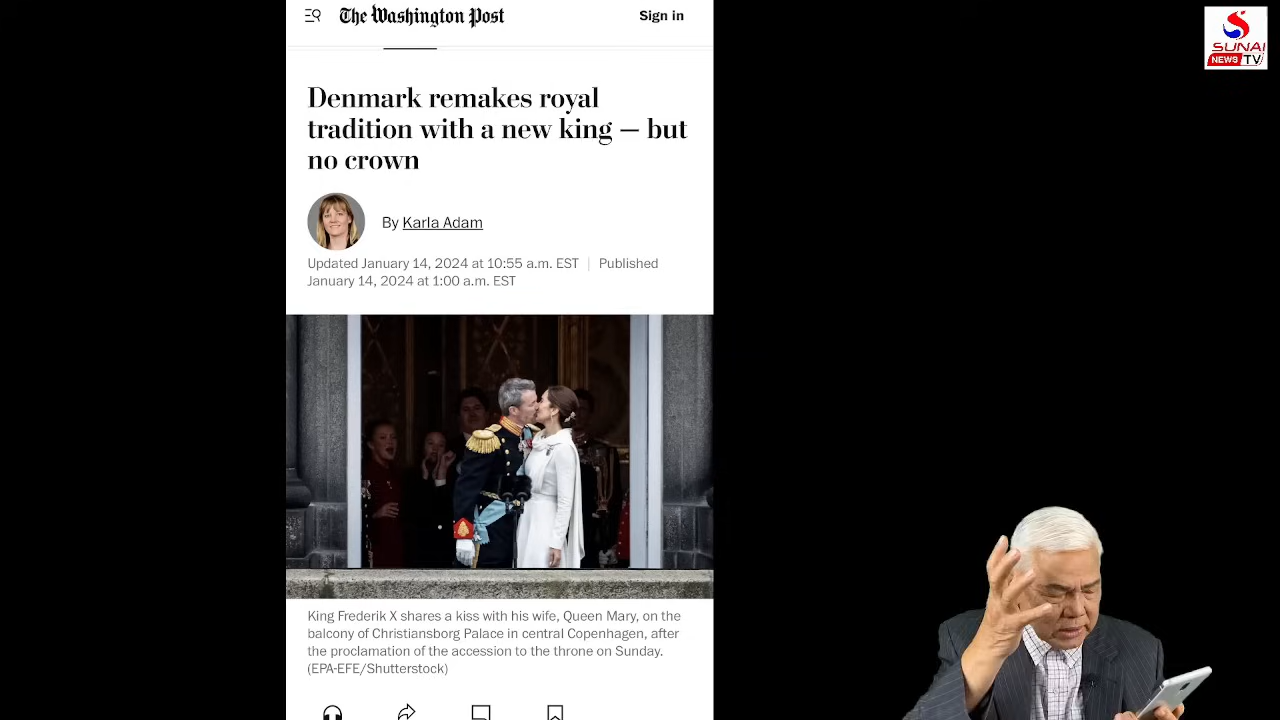 The Washington Post
Sign in
SUNAI
NEWS TV
Denmark remakes royal
tradition with a new king — but
no crown
By Karla Adam
Updated January 14, 2024 at 10:55 a.m. EST | Published
January 14, 2024 at 1:00 a.m. EST
King Frederik X shares a kiss with his wife, Queen Mary, on the
balcony of Christiansborg Palace in central Copenhagen, after
the proclamation of the accession to the throne on Sunday.
(EPA-EFE/Shutterstock)